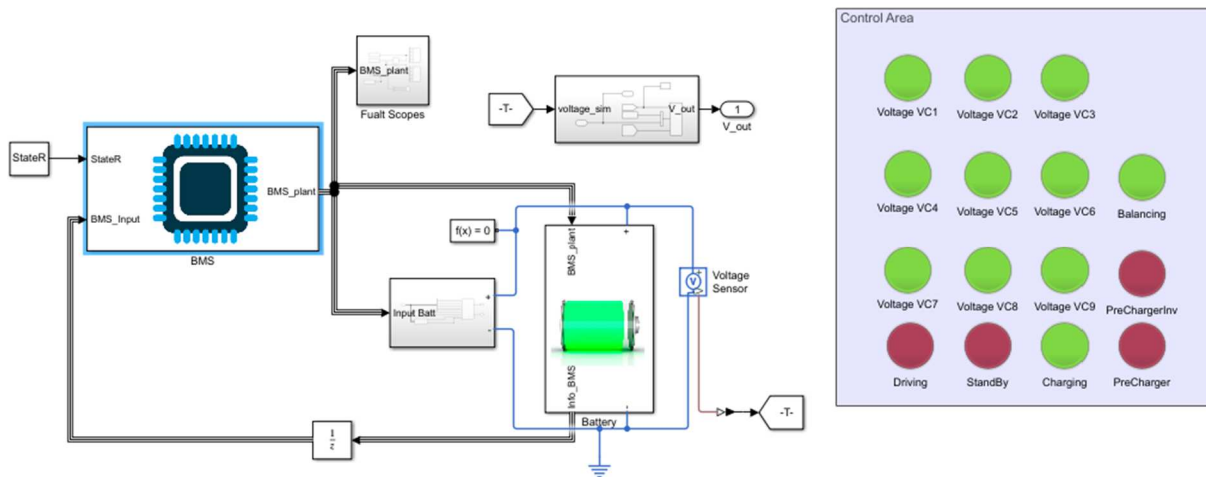 Control Area
BMS_plant
Fualt Scopes
-T-
voltage_sim
V_out
1
V_out
StateR
StateR
BMS_Input
BMS_plant
BMS
f(x) = 0
BMS_plant
+
Info_BMS
-
Battery
Input Batt
+
-
V
+
-
Voltage
Sensor
-T-
1
z
Voltage VC1
Voltage VC2
Voltage VC3
Voltage VC4
Voltage VC5
Voltage VC6
Balancing
Voltage VC7
Voltage VC8
Voltage VC9
PreChargerInv
Driving
StandBy
Charging
PreCharger